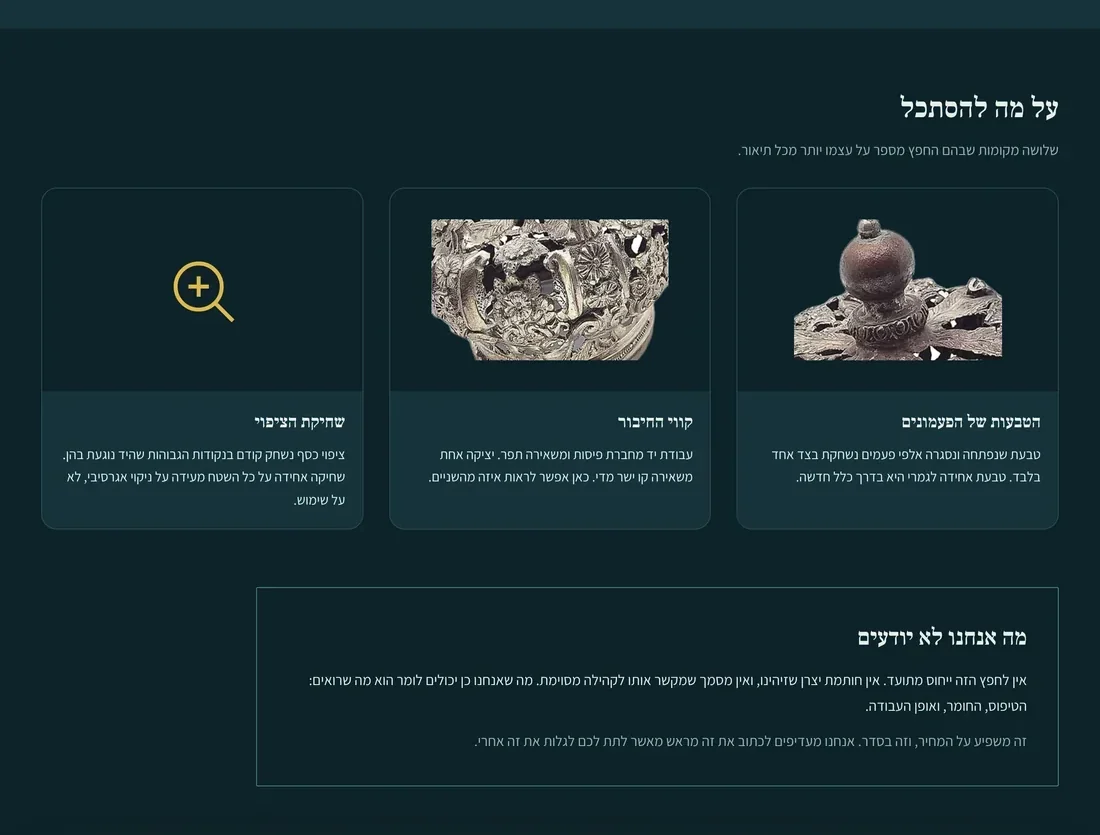 על מה להסתכל
שלושה מקומות שבהם החפץ מספר על עצמו יותר מכל תיאור.
הטבעות של הפעמונים
טבעת שנפתחה ונסגרה אלפי פעמים נשחקת בצד אחד
בלבד. טבעת אחידה לגמרי היא בדרך כלל חדשה.
קווי החיבור
עבודת יד מחברת פיסות ומשאירה תפר. יציקה אחת
משאירה קו ישר מדי. כאן אפשר לראות איזה מהשניים.
שחיקת הציפוי
ציפוי כסף נשחק קודם בנקודות הגבוהות שהיד נוגעת בהן.
שחיקה אחידה על כל השטח מעידה על ניקוי אגרסיבי, לא
על שימוש.
מה אנחנו לא יודעים
אין לחפץ הזה ייחוס מתועד. אין חותמת יצרן שזיהינו, ואין מסמך שמקשר אותו לקהילה מסוימת. מה שאנחנו כן יכולים לומר הוא מה שרואים:
הטיפוס, החומר, ואופן העבודה.
זה משפיע על המחיר, וזה בסדר. אנחנו מעדיפים לכתוב את זה מראש מאשר לתת לכם לגלות את זה אחרי.